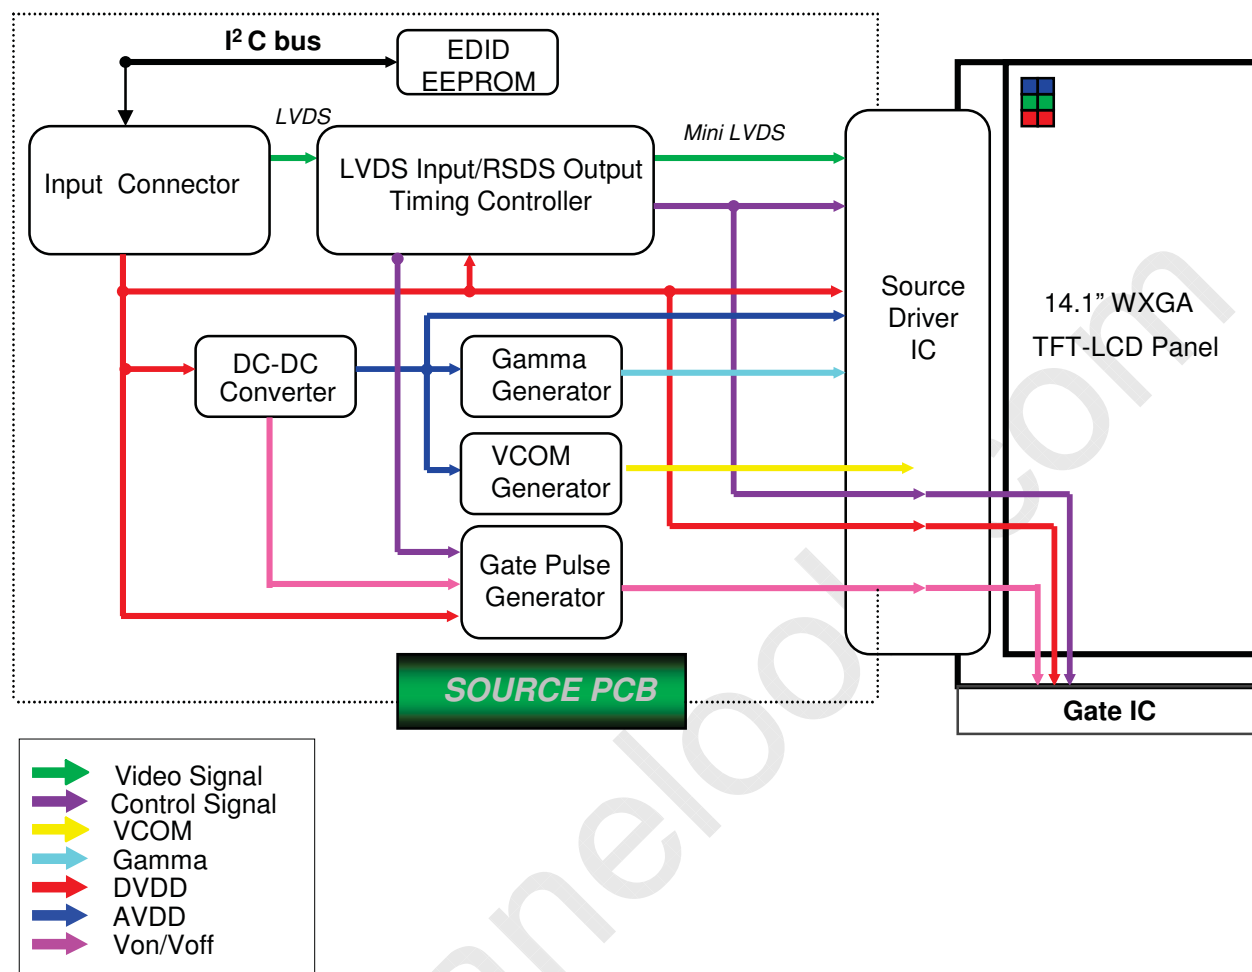 I² C bus
EDID
EEPROM
LVDS
Mini LVDS
Input Connector
LVDS Input/RSDS Output
Timing Controller
Source
Driver
IC
14.1” WXGA
TFT-LCD Panel
DC-DC
Converter
Gamma
Generator
VCOM
Generator
Gate Pulse
Generator
SOURCE PCB
Gate IC
Video Signal
Control Signal
VCOM
Gamma
DVDD
AVDD
Von/Voff